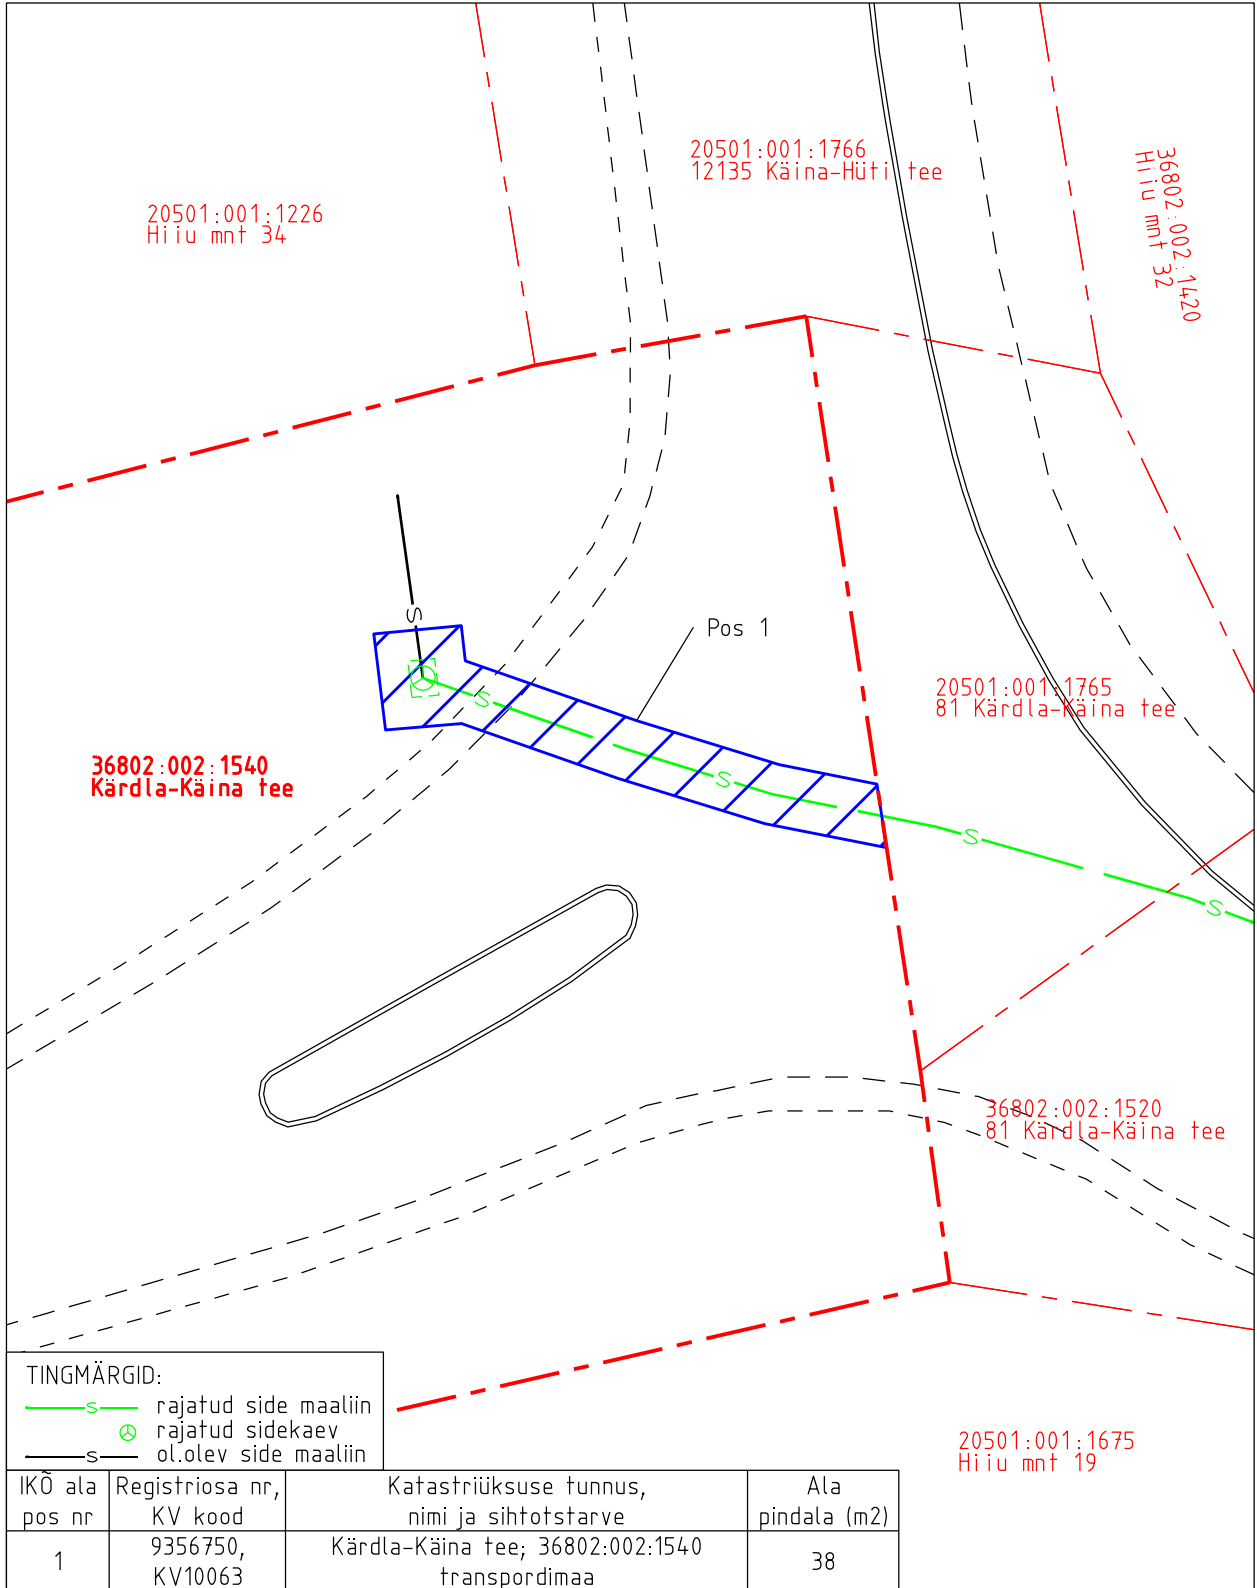 20501:001:1766
12135 Käina-Hüti tee
36802:002:1420
Hiiu mnt 32
20501:001:1226
Hiiu mnt 34
S
Pos 1
S
20501:001:1765
81 Kärdla-Käina tee
36802:002:1540
Kärdla-Käina tee
S
S
S
36802:002:1520
81 Kärdla-Käina tee
TINGMÄRGID:
S rajatud side maaliin
rajatud sidekaev
S ol.olev side maaliin
20501:001:1675
Hiiu mnt 19
IKÕ ala
pos nr
Registriosa nr,
KV kood
Katastriüksuse tunnus,
nimi ja sihtotstarve
Ala
pindala (m2)
1
9356750,
KV10063
Kärdla-Käina tee; 36802:002:1540
transpordimaa
38